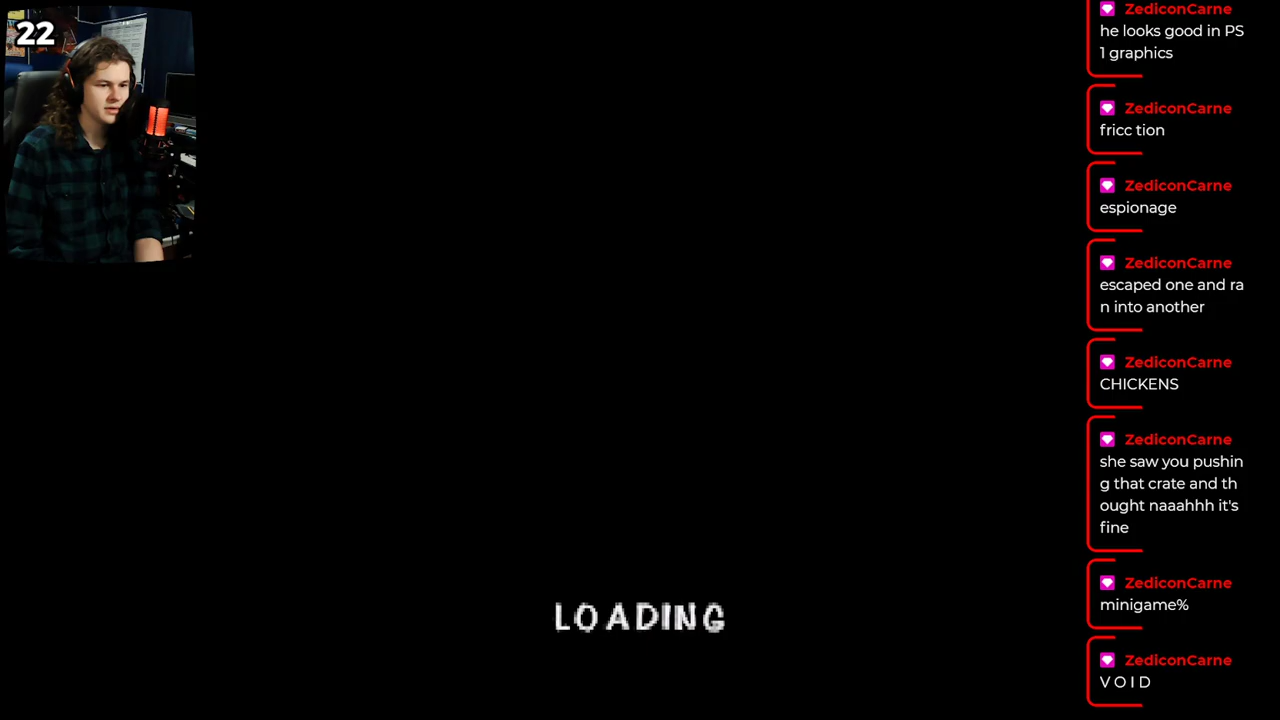 22
ZediconCarne
he looks good in PS
1 graphics
ZediconCarne
fricc tion
ZediconCarne
espionage
ZediconCarne
escaped one and ra
n into another
ZediconCarne
CHICKENS
ZediconCarne
she saw you pushin
g that crate and th
ought naaahhh it's
fine
ZediconCarne
minigame%
ZediconCarne
V O I D
LOADING